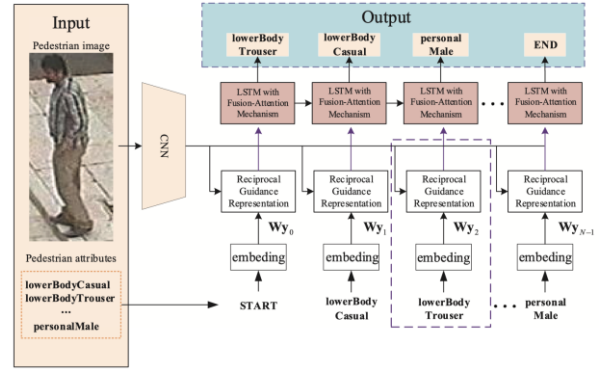 Input
Pedestrian image
Pedestrian attributes
lowerBodyCasual
lowerBodyTrouser
...
personalMale
CNN
Output
lowerBody
Trouser
lowerBody
Casual
personal
Male
END
LSTM with
Fusion-Attention
Mechanism
LSTM with
Fusion-Attention
Mechanism
LSTM with
Fusion-Attention
Mechanism
...
LSTM with
Fusion-Attention
Mechanism
Reciprocal
Guidance
Representation
Reciprocal
Guidance
Representation
Reciprocal
Guidance
Representation
Reciprocal
Guidance
Representation
Wy0
Wy1
Wy2
WyN-1
embeding
embeding
embeding
embeding
START
lowerBody
Casual
lowerBody
Trouser
...
personal
Male